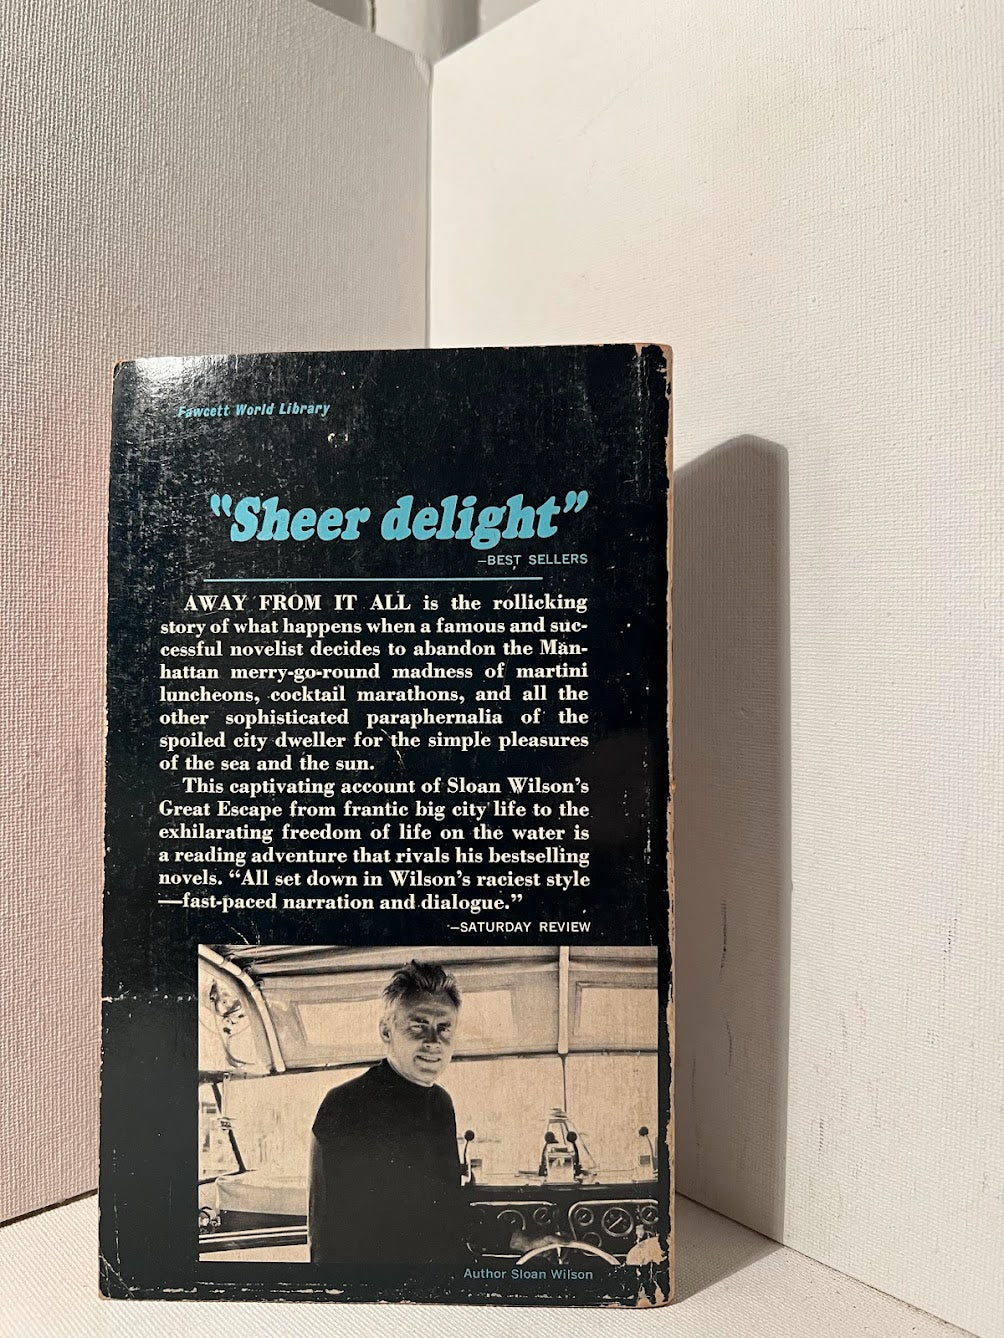 Fawcett World Library
“Sheer delight”
—BEST SELLERS
AWAY FROM IT ALL is the rollicking
story of what happens when a famous and suc-
cessful novelist decides to abandon the Man-
hattan merry-go-round madness of martini
luncheons, cocktail marathons, and all the
other sophisticated paraphernalia of the
spoiled city dweller for the simple pleasures
of the sea and the sun.
This captivating account of Sloan Wilson’s
Great Escape from frantic big city life to the
exhilarating freedom of life on the water is
a reading adventure that rivals his bestselling
novels. “All set down in Wilson’s raciest style
—fast-paced narration and dialogue.”
—SATURDAY REVIEW
Author Sloan Wilson